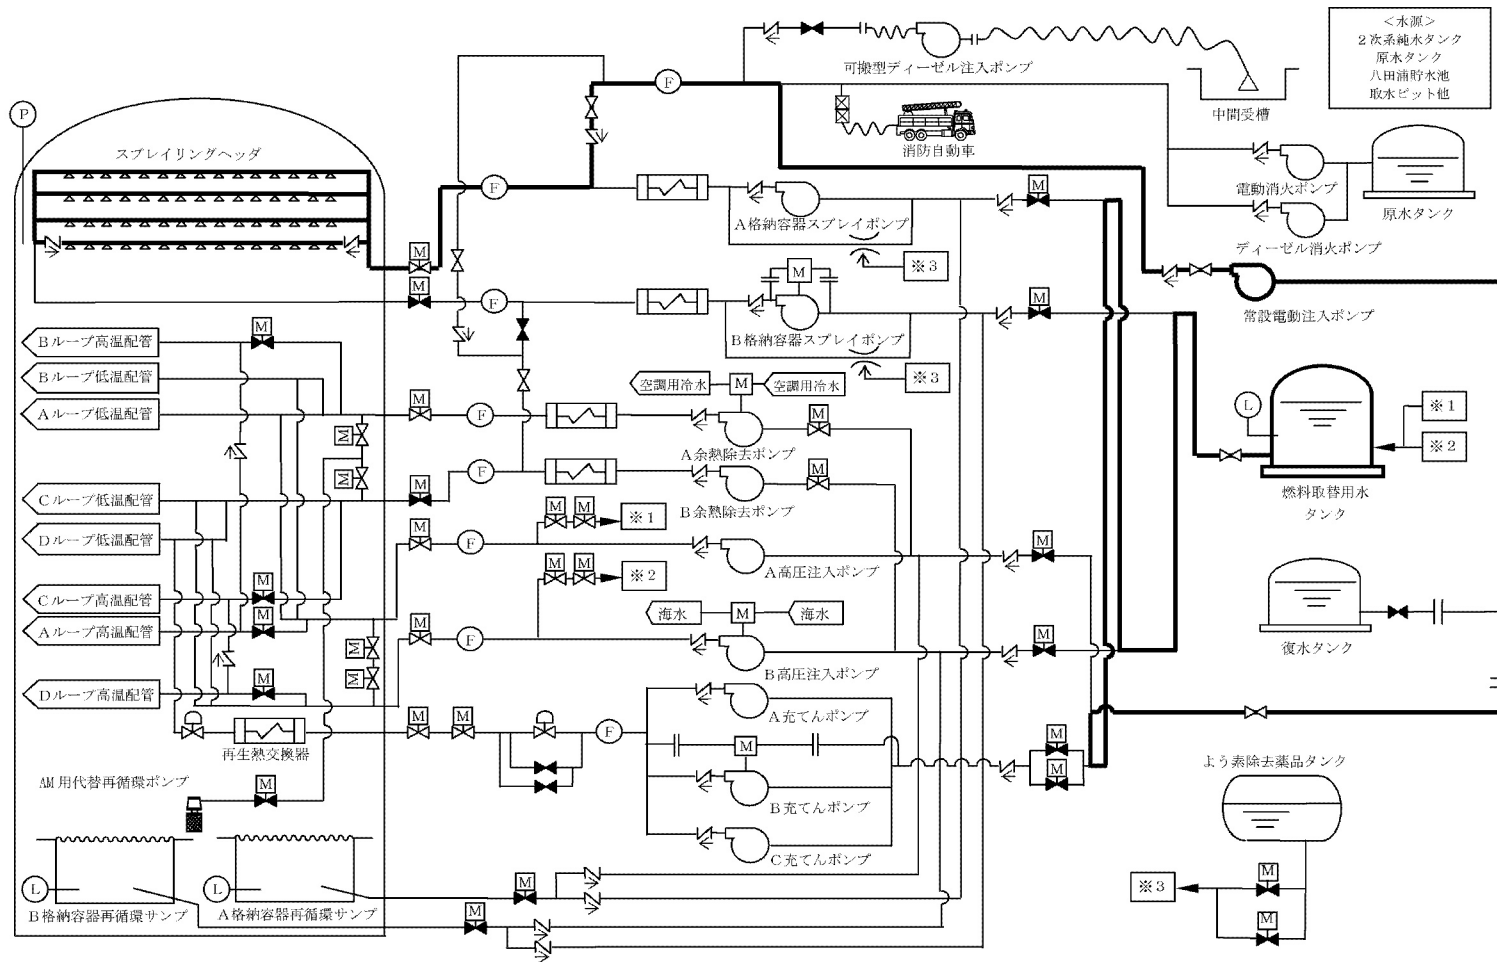 <水源>
2次系純水タンク
原水タンク
八田浦貯水池
取水ピット他
可搬型ディーゼル注入ポンプ
中間受槽
消防自動車
P
F
スプレイリングヘッダ
電動消火ポンプ
原水タンク
F
M
A格納容器スプレイポンプ
ディーゼル消火ポンプ
M
※3
M
M
F
M
常設電動注入ポンプ
B格納容器スプレイポンプ
Bループ高温配管
M
※3
Bループ低温配管
空調用冷水
M
空調用冷水
Aループ低温配管
M
F
M
L
※1
M
A余熱除去ポンプ
※2
M
F
M
Cループ低温配管
M
燃料取替用水
タンク
B余熱除去ポンプ
M
M
※1
Dループ低温配管
M
F
M
A高圧注入ポンプ
M
M
※2
Cループ高温配管
M
海水
M
海水
Aループ高温配管
M
M
F
M
復水タンク
M
B高圧注入ポンプ
M
Dループ高温配管
M
A充てんポンプ
M
M
F
M
M
再生熱交換器
よう素除去薬品タンク
AM用代替再循環ポンプ
M
M
B充てんポンプ
C充てんポンプ
L
L
M
※3
M
B格納容器再循環サンプ
A格納容器再循環サンプ
M
M